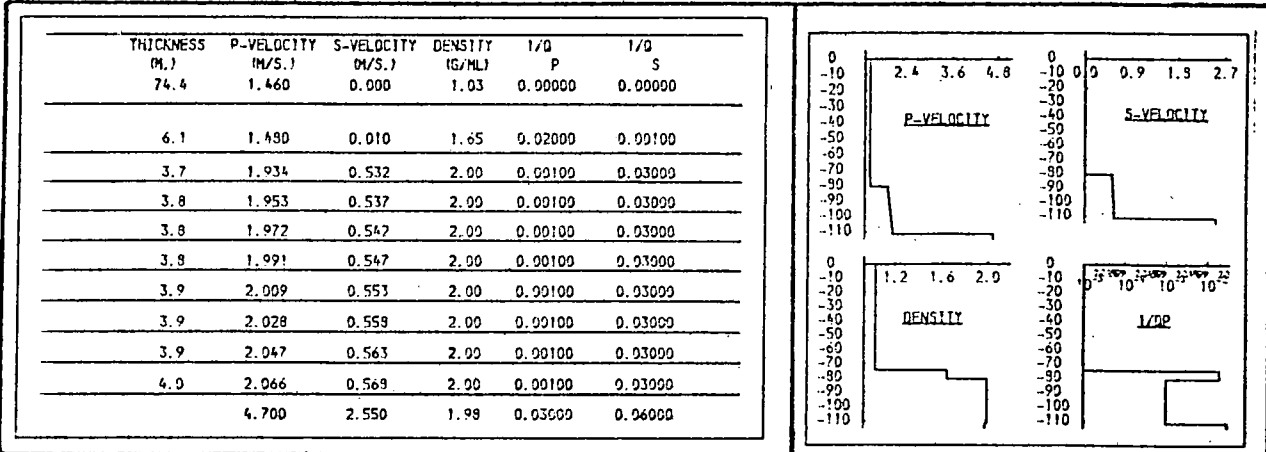 THICKNESS P-VELOCITY S-VELOCITY DENSITY 1/Q 1/Q
(M.) (M/S.) (M/S.) (G/ML) P S
74.4 1.460 0.000 1.03 0.00000 0.00000
6.1 1.480 0.010 1.65 0.02000 0.00100
3.7 1.934 0.532 2.00 0.00100 0.03000
3.8 1.953 0.537 2.00 0.00100 0.03000
3.8 1.972 0.542 2.00 0.00100 0.03000
3.8 1.991 0.547 2.00 0.00100 0.03000
3.9 2.009 0.553 2.00 0.00100 0.03000
3.9 2.028 0.558 2.00 0.00100 0.03000
3.9 2.047 0.563 2.00 0.00100 0.03000
4.0 2.066 0.568 2.00 0.00100 0.03000
4.700 2.550 1.98 0.03000 0.06000
0
-10 2.4 3.6 4.8
-20
-30
-40 P-VELOCITY
-50
-60
-70
-80
-90
-100
-110
0
-10 0.0 0.9 1.8 2.7
-20
-30
-40 S-VELOCITY
-50
-60
-70
-80
-90
-100
-110
0
-10 1.2 1.6 2.0
-20
-30
-40 DENSITY
-50
-60
-70
-80
-90
-100
-110
0
-10 10 10 10 10
-20
-30
-40 1/QP
-50
-60
-70
-80
-90
-100
-110